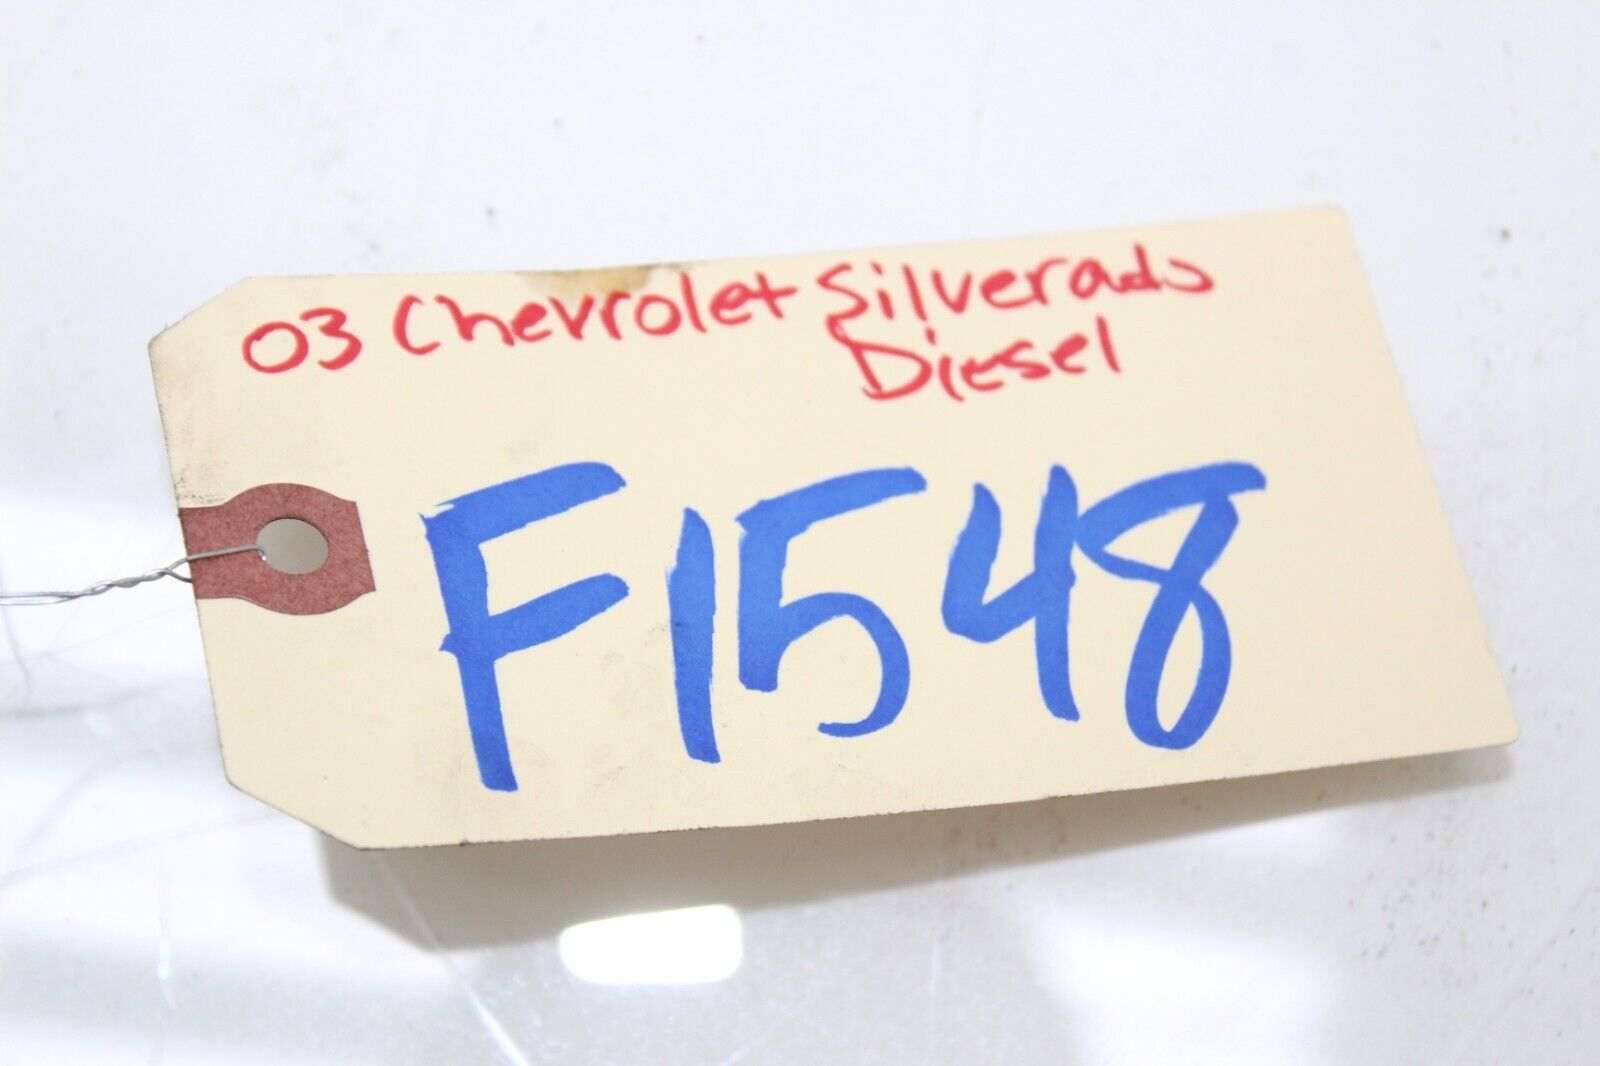 03 Chevrolet Silverado
Diesel
F1548